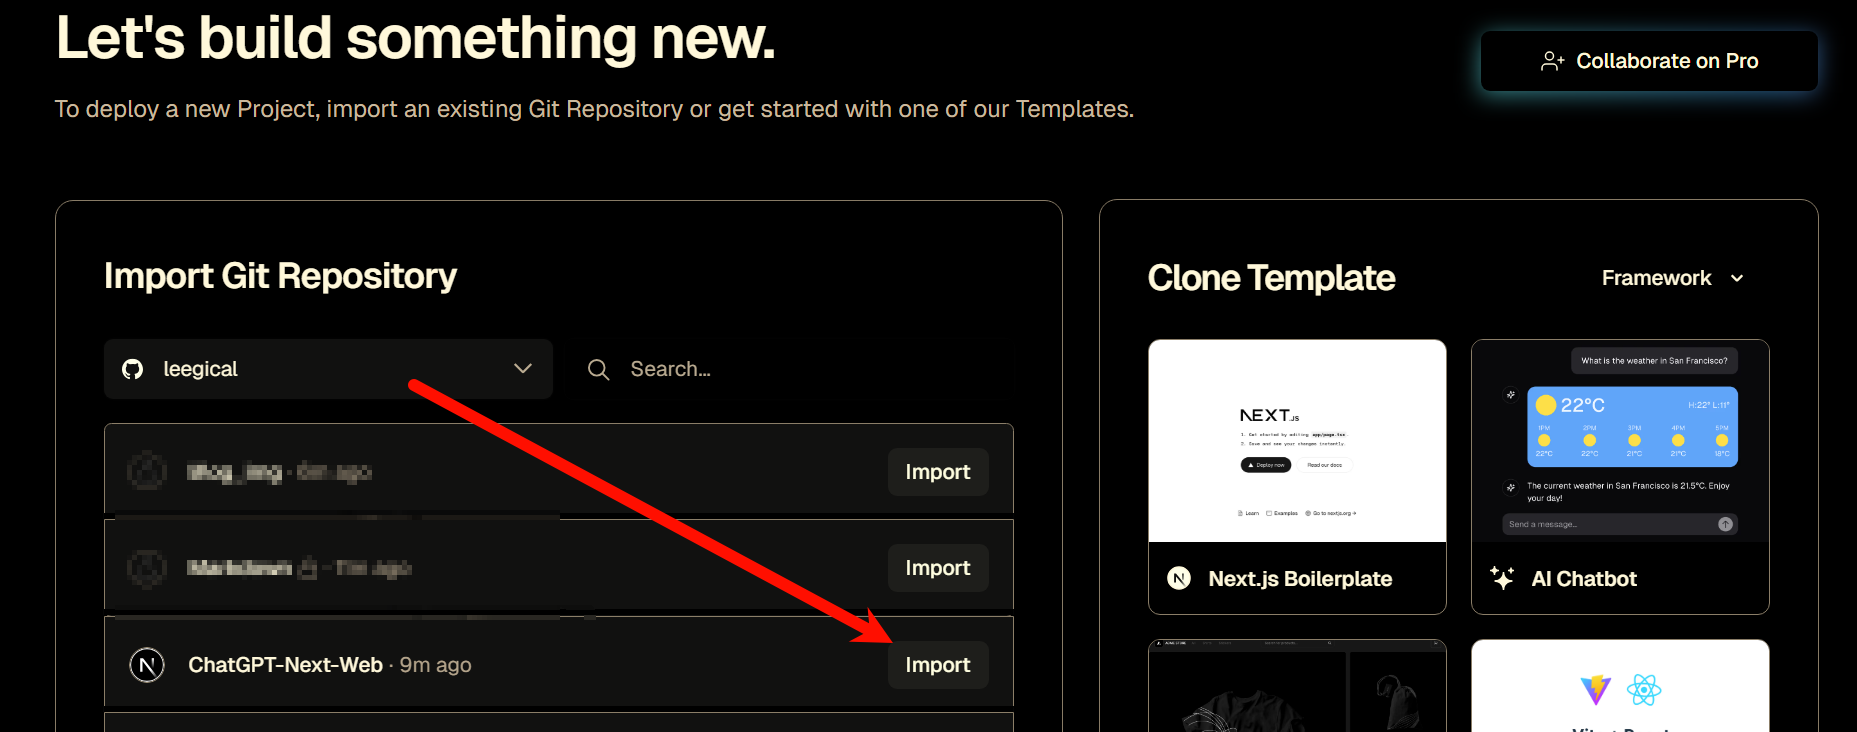 Let's build something new.
Collaborate on Pro
To deploy a new Project, import an existing Git Repository or get started with one of our Templates.
Import Git Repository
leegical
Search...
Import
Import
ChatGPT-Next-Web · 9m ago
Import
Clone Template
Framework
NEXT.JS
1. Get started by editing app/page.tsx.
2. Save and see your changes instantly.
Deploy now
Read our docs
Learn
Examples
Go to nextjs.org →
Next.js Boilerplate
What is the weather in San Francisco?
22°C
H:22° L:11°
1PM 2PM 3PM 4PM 5PM
22°C 22°C 21°C 21°C 18°C
The current weather in San Francisco is 21.5°C. Enjoy
your day!
Send a message...
AI Chatbot